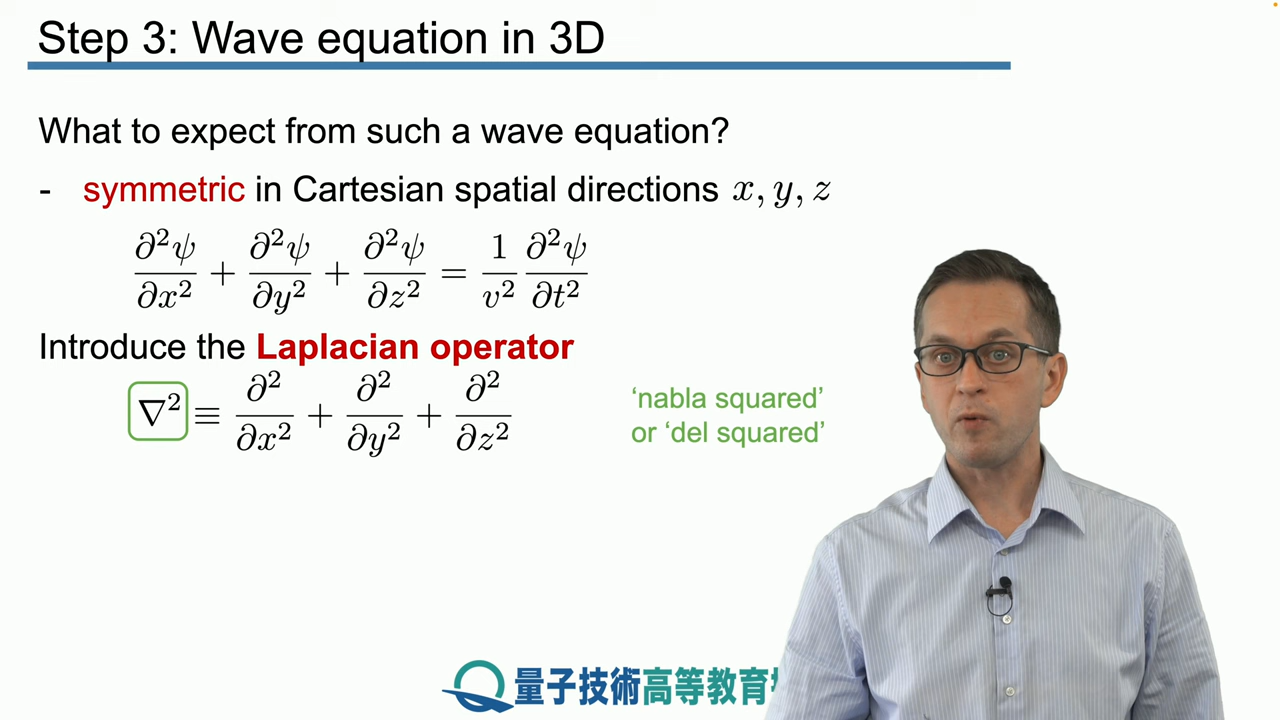 Step 3: Wave equation in 3D
What to expect from such a wave equation?
- symmetric in Cartesian spatial directions x, y, z
∂²ψ/∂x² + ∂²ψ/∂y² + ∂²ψ/∂z² = 1/v² ∂²ψ/∂t²
Introduce the Laplacian operator
∇² ≡ ∂²/∂x² + ∂²/∂y² + ∂²/∂z²
‘nabla squared’
or ‘del squared’
量子技術高等教育